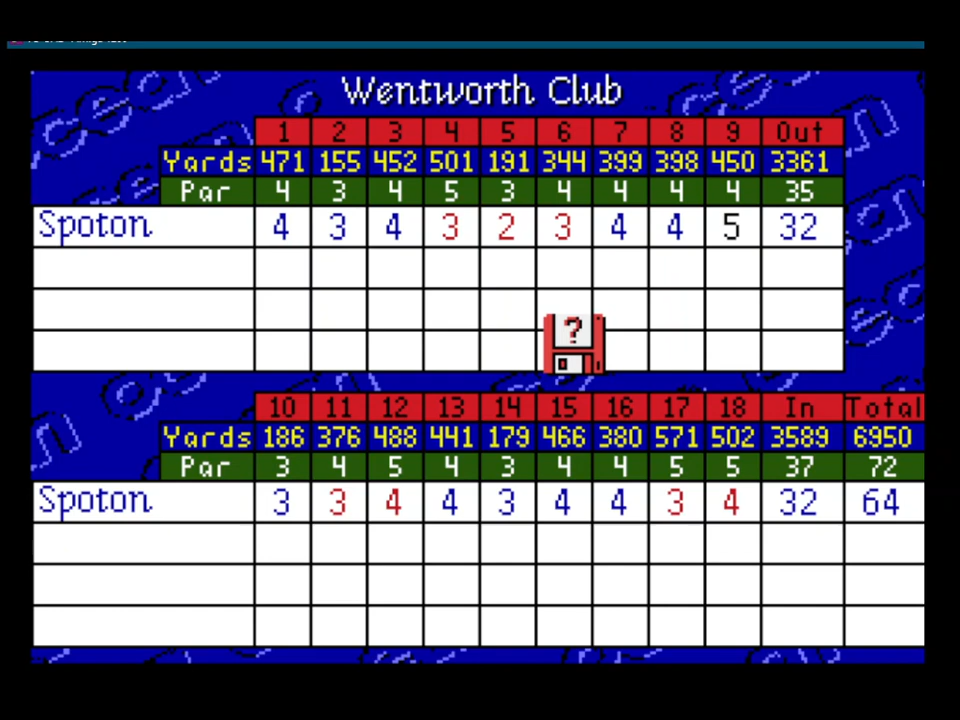 Wentworth Club
1 2 3 4 5 6 7 8 9 Out
Yards 471 155 452 501 191 344 399 398 450 3361
Par 4 3 4 5 3 4 4 4 4 35
Spoton 4 3 4 3 2 3 4 4 5 32
?
10 11 12 13 14 15 16 17 18 In Total
Yards 186 376 488 441 179 466 380 571 502 3589 6950
Par 3 4 5 4 3 4 4 5 5 37 72
Spoton 3 3 4 4 3 4 4 3 4 32 64